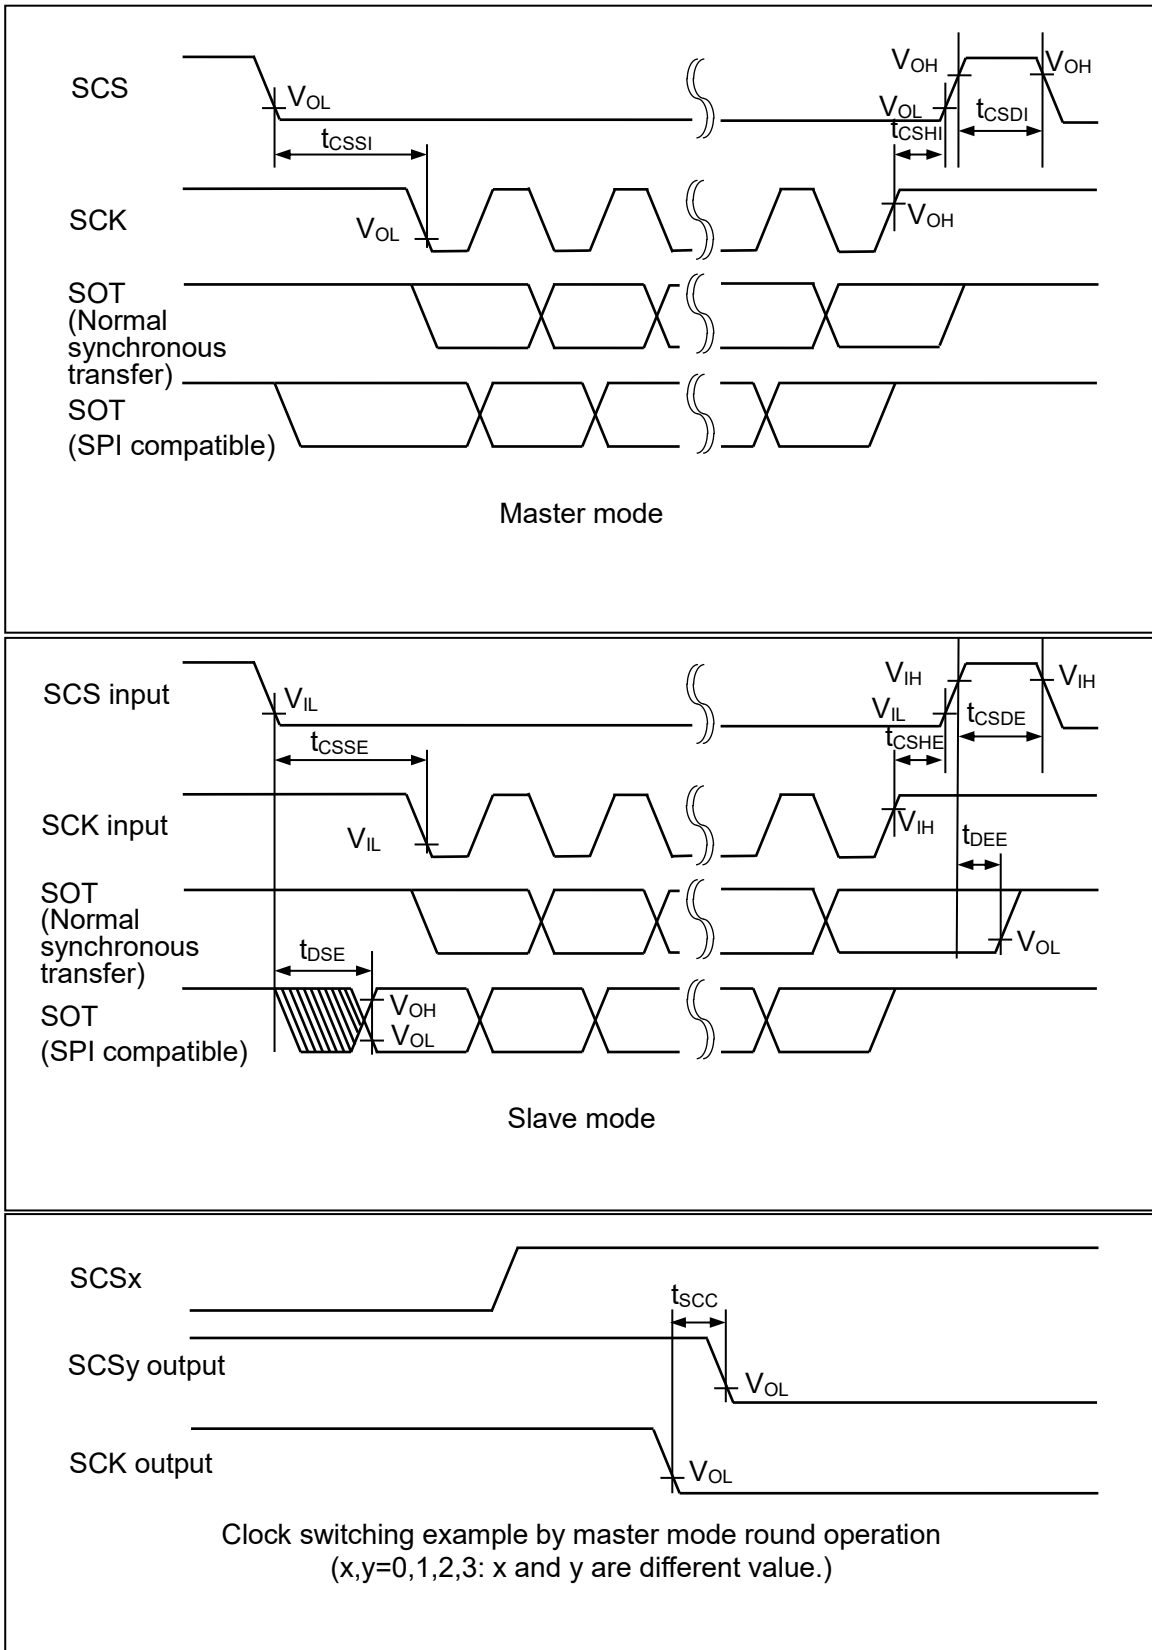 SCS
VOL
VOH
VOH
VOL
tCSSI
tCSHI
tCSDI
SCK
VOL
VOH
SOT
(Normal
synchronous
transfer)
SOT
(SPI compatible)
Master mode
SCS input
VIL
VIH
VIH
VIL
tCSSE
tCSHE
tCSDE
SCK input
VIL
VIH
tDEE
SOT
(Normal
synchronous
transfer)
VOL
tDSE
SOT
(SPI compatible)
VOH
VOL
Slave mode
SCSx
tSCC
SCSy output
VOL
SCK output
VOL
Clock switching example by master mode round operation
(x,y=0,1,2,3: x and y are different value.)